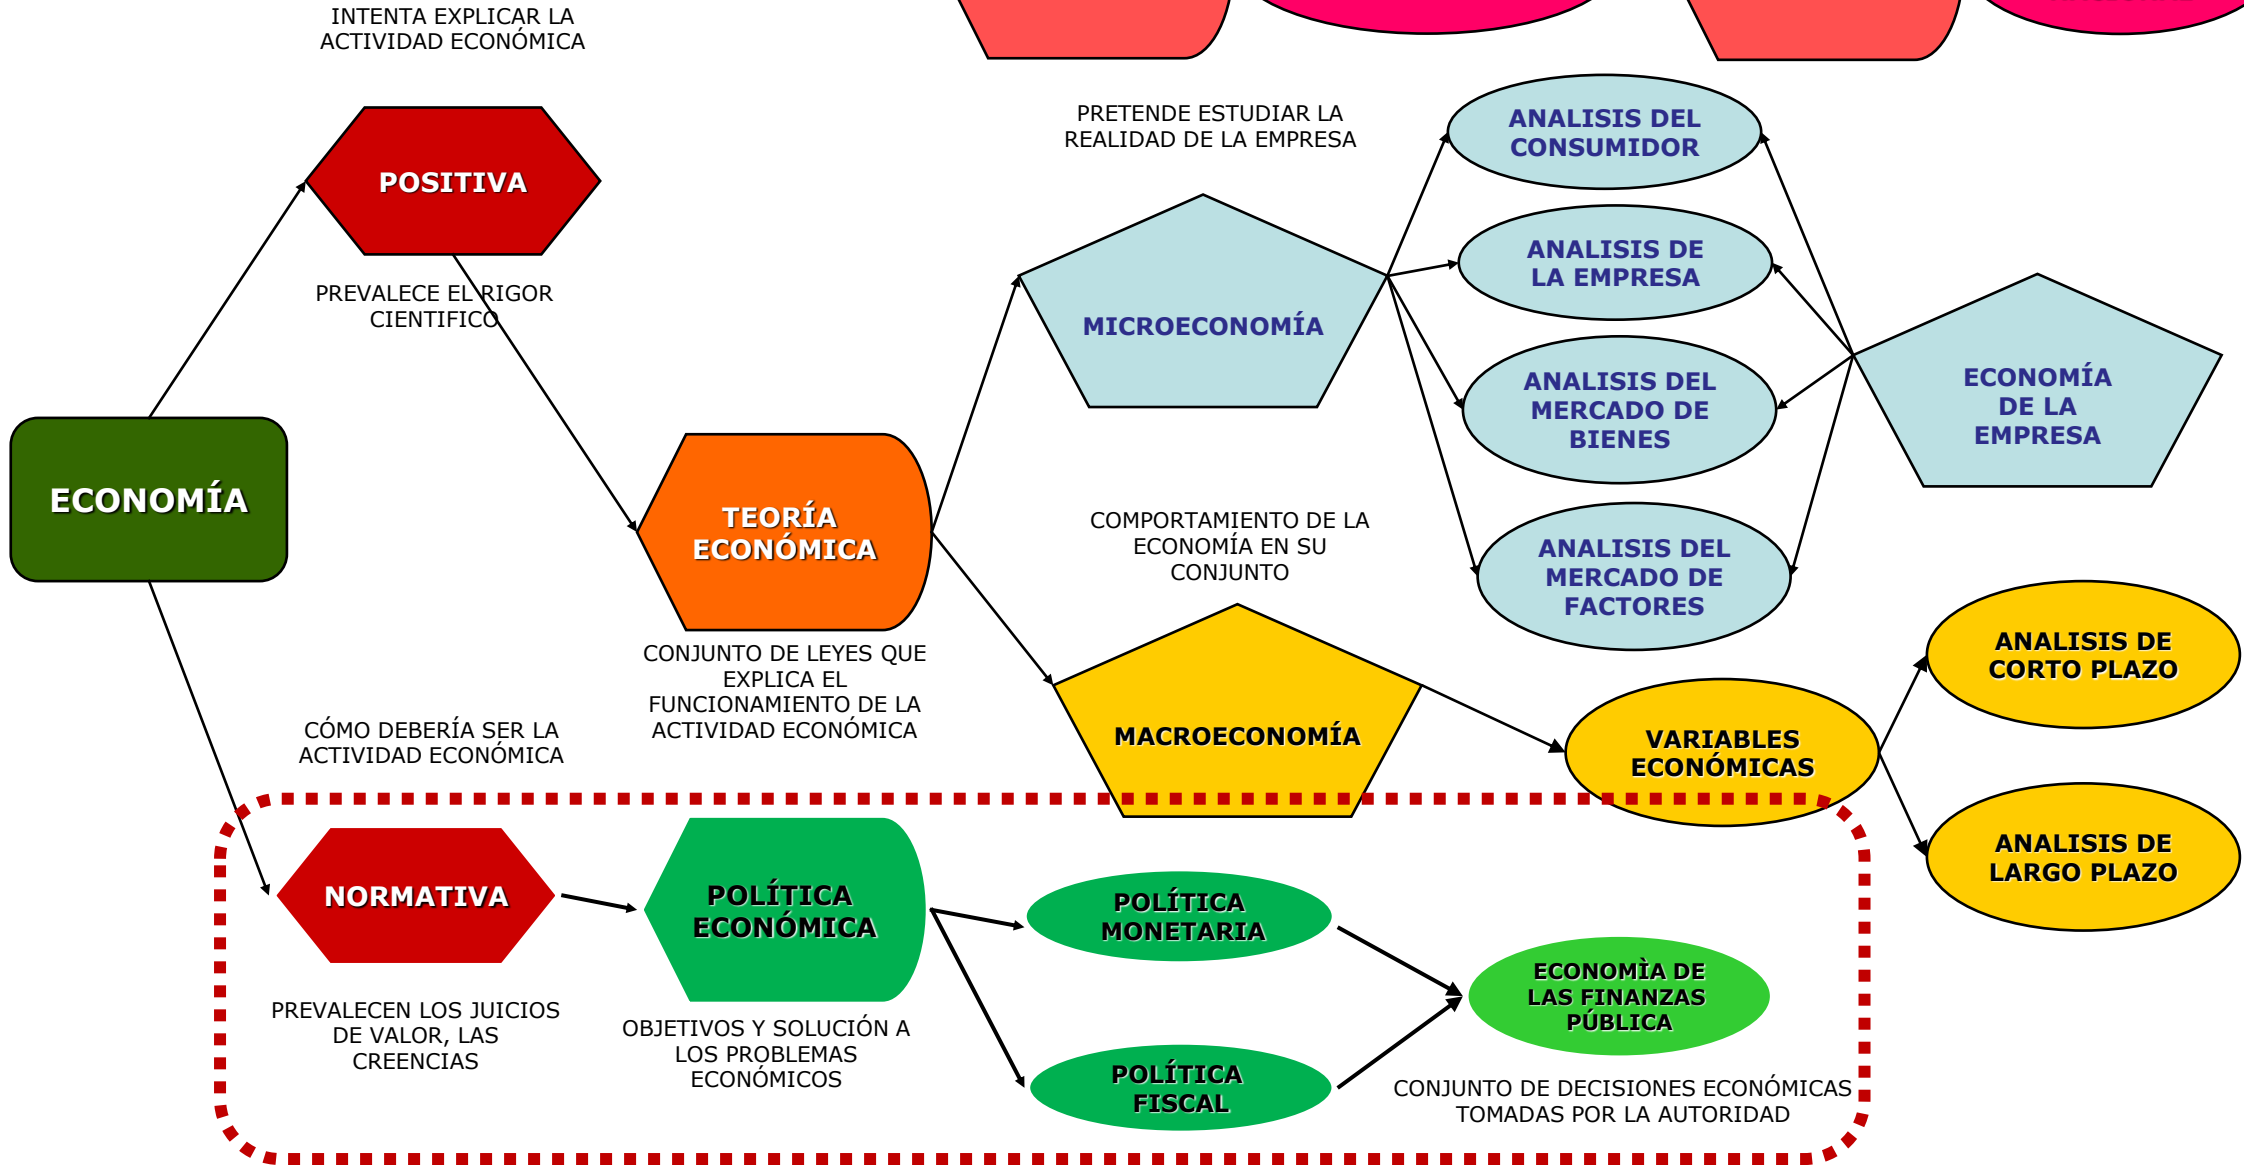 INTENTA EXPLICAR LA
ACTIVIDAD ECONÓMICA
POSITIVA
PREVALECE EL RIGOR
CIENTIFICO
ECONOMÍA
TEORÍA
ECONÓMICA
CONJUNTO DE LEYES QUE
EXPLICA EL
FUNCIONAMIENTO DE LA
ACTIVIDAD ECONÓMICA
PRETENDE ESTUDIAR LA
REALIDAD DE LA EMPRESA
MICROECONOMÍA
ANALISIS DEL
CONSUMIDOR
ANALISIS DE
LA EMPRESA
ANALISIS DEL
MERCADO DE
BIENES
ANALISIS DEL
MERCADO DE
FACTORES
ECONOMÍA
DE LA
EMPRESA
COMPORTAMIENTO DE LA
ECONOMÍA EN SU
CONJUNTO
MACROECONOMÍA
VARIABLES
ECONÓMICAS
ANALISIS DE
CORTO PLAZO
ANALISIS DE
LARGO PLAZO
CÓMO DEBERÍA SER LA
ACTIVIDAD ECONÓMICA
NORMATIVA
PREVALECEN LOS JUICIOS
DE VALOR, LAS
CREENCIAS
POLÍTICA
ECONÓMICA
OBJETIVOS Y SOLUCIÓN A
LOS PROBLEMAS
ECONÓMICOS
POLÍTICA
MONETARIA
POLÍTICA
FISCAL
ECONOMÌA DE
LAS FINANZAS
PÚBLICA
CONJUNTO DE DECISIONES ECONÓMICAS
TOMADAS POR LA AUTORIDAD